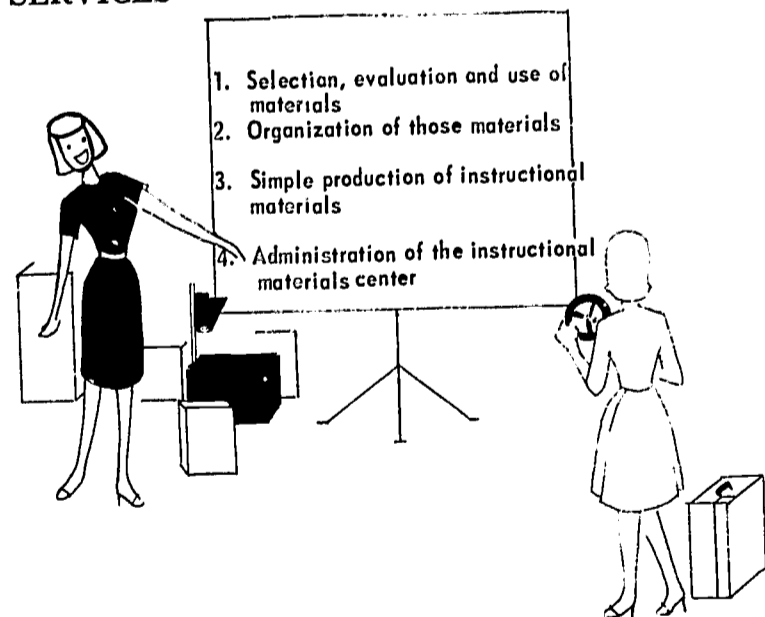 SERVICES
1. Selection, evaluation and use of
materials
2. Organization of those materials
3. Simple production of instructional
materials
4. Administration of the instructional
materials center